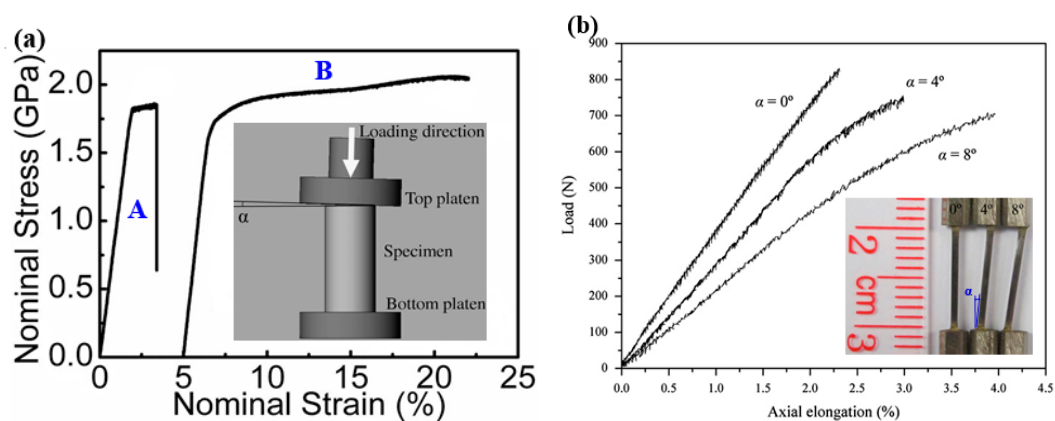 (a)
Nominal Stress (GPa)
2.0
1.5
1.0
0.5
0.0
A
B
Loading direction
Top platen
α
Specimen
Bottom platen
0 5 10 15 20 25
Nominal Strain (%)
(b)
Load (N)
900
800
700
600
500
400
300
200
100
0
α = 0º
α = 4º
α = 8º
0º 4º 8º
2
cm
3
α
0.0 0.5 1.0 1.5 2.0 2.5 3.0 3.5 4.0 4.5
Axial elongation (%)